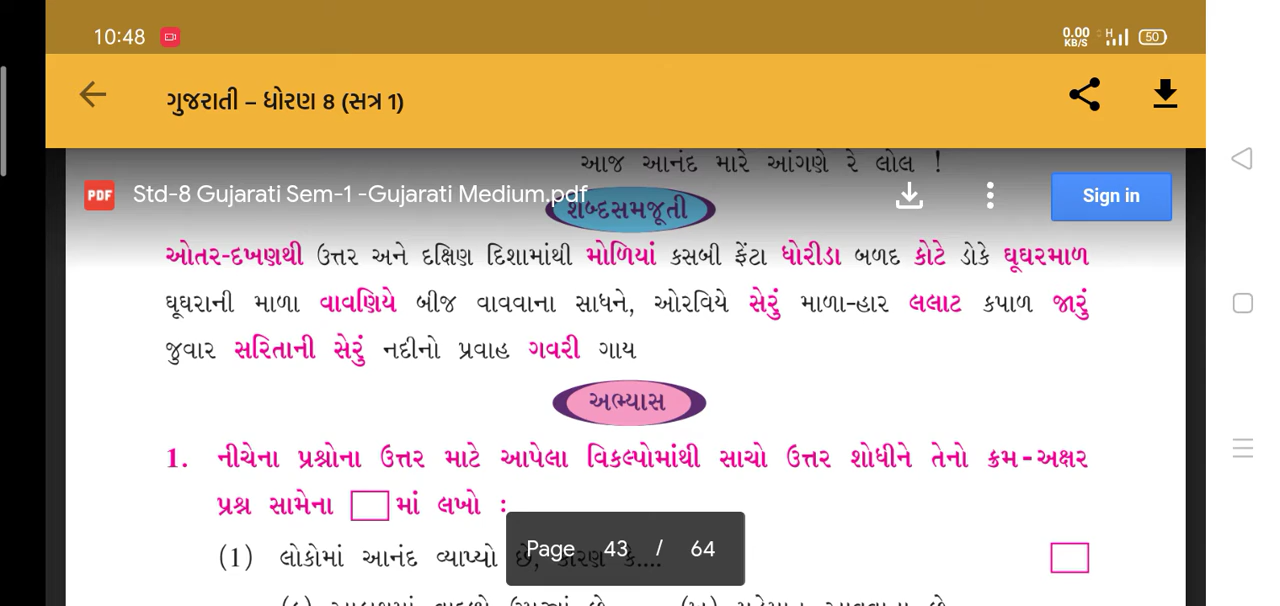 10:48
0.00 KB/S H 50
ગુજરાતી – ધોરણ 8 (સત્ર 1)
આજ આનંદ મારે આંગણે રે લોલ !
PDF Std-8 Gujarati Sem-1 -Gujarati Medium.pdf Sign in
શબ્દસમજૂતી
ઓતર-દખણથી ઉત્તર અને દક્ષિણ દિશામાંથી મોળિયાં કસબી ફેંટા ધોરીડા બળદ કોટે ડોકે ઘૂઘરમાળ
ઘૂઘરાની માળા વાવણિયે બીજ વાવવાના સાધને, ઓરવિયે સેરું માળા-હાર લલાટ કપાળ જારું
જુવાર સરિતાની સેરું નદીનો પ્રવાહ ગવરી ગાય
અભ્યાસ
1. નીચેના પ્રશ્નોના ઉત્તર માટે આપેલા વિકલ્પોમાંથી સાચો ઉત્તર શોધીને તેનો ક્રમ-અક્ષર
પ્રશ્ન સામેના માં લખો :
(1) લોકોમાં આનંદ વ્યાપ્યો છે, કારણ કે....
Page 43 / 64